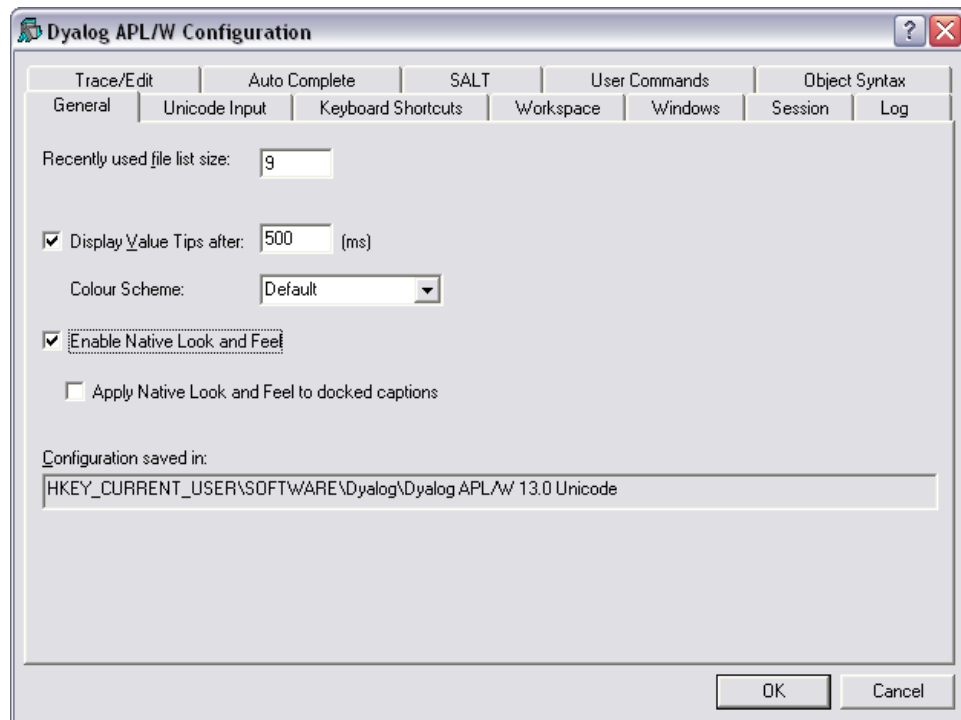 Dyalog APL/W Configuration
Trace/Edit Auto Complete SALT User Commands Object Syntax
General Unicode Input Keyboard Shortcuts Workspace Windows Session Log
Recently used file list size: 9
Display Value Tips after: 500 (ms)
Colour Scheme: Default
Enable Native Look and Feel
Apply Native Look and Feel to docked captions
Configuration saved in:
HKEY_CURRENT_USER\SOFTWARE\Dyalog\Dyalog APL/W 13.0 Unicode
OK Cancel